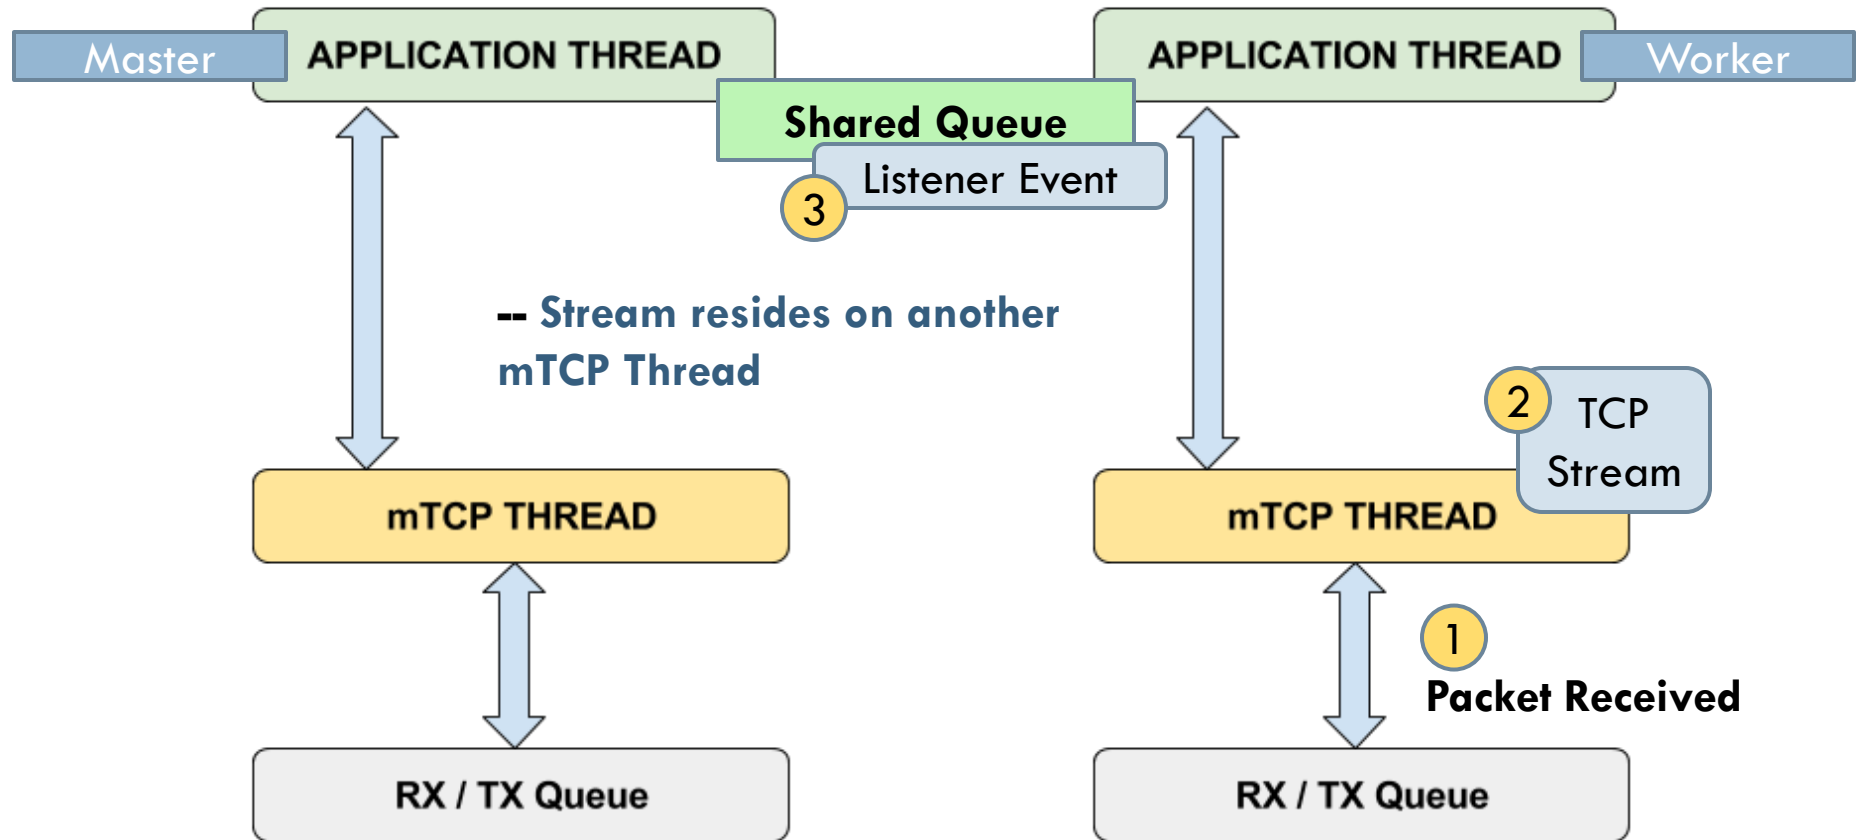 Master
APPLICATION THREAD
APPLICATION THREAD
Worker
Shared Queue
Listener Event
3
-- Stream resides on another
mTCP Thread
2
TCP
Stream
mTCP THREAD
mTCP THREAD
1
Packet Received
RX / TX Queue
RX / TX Queue